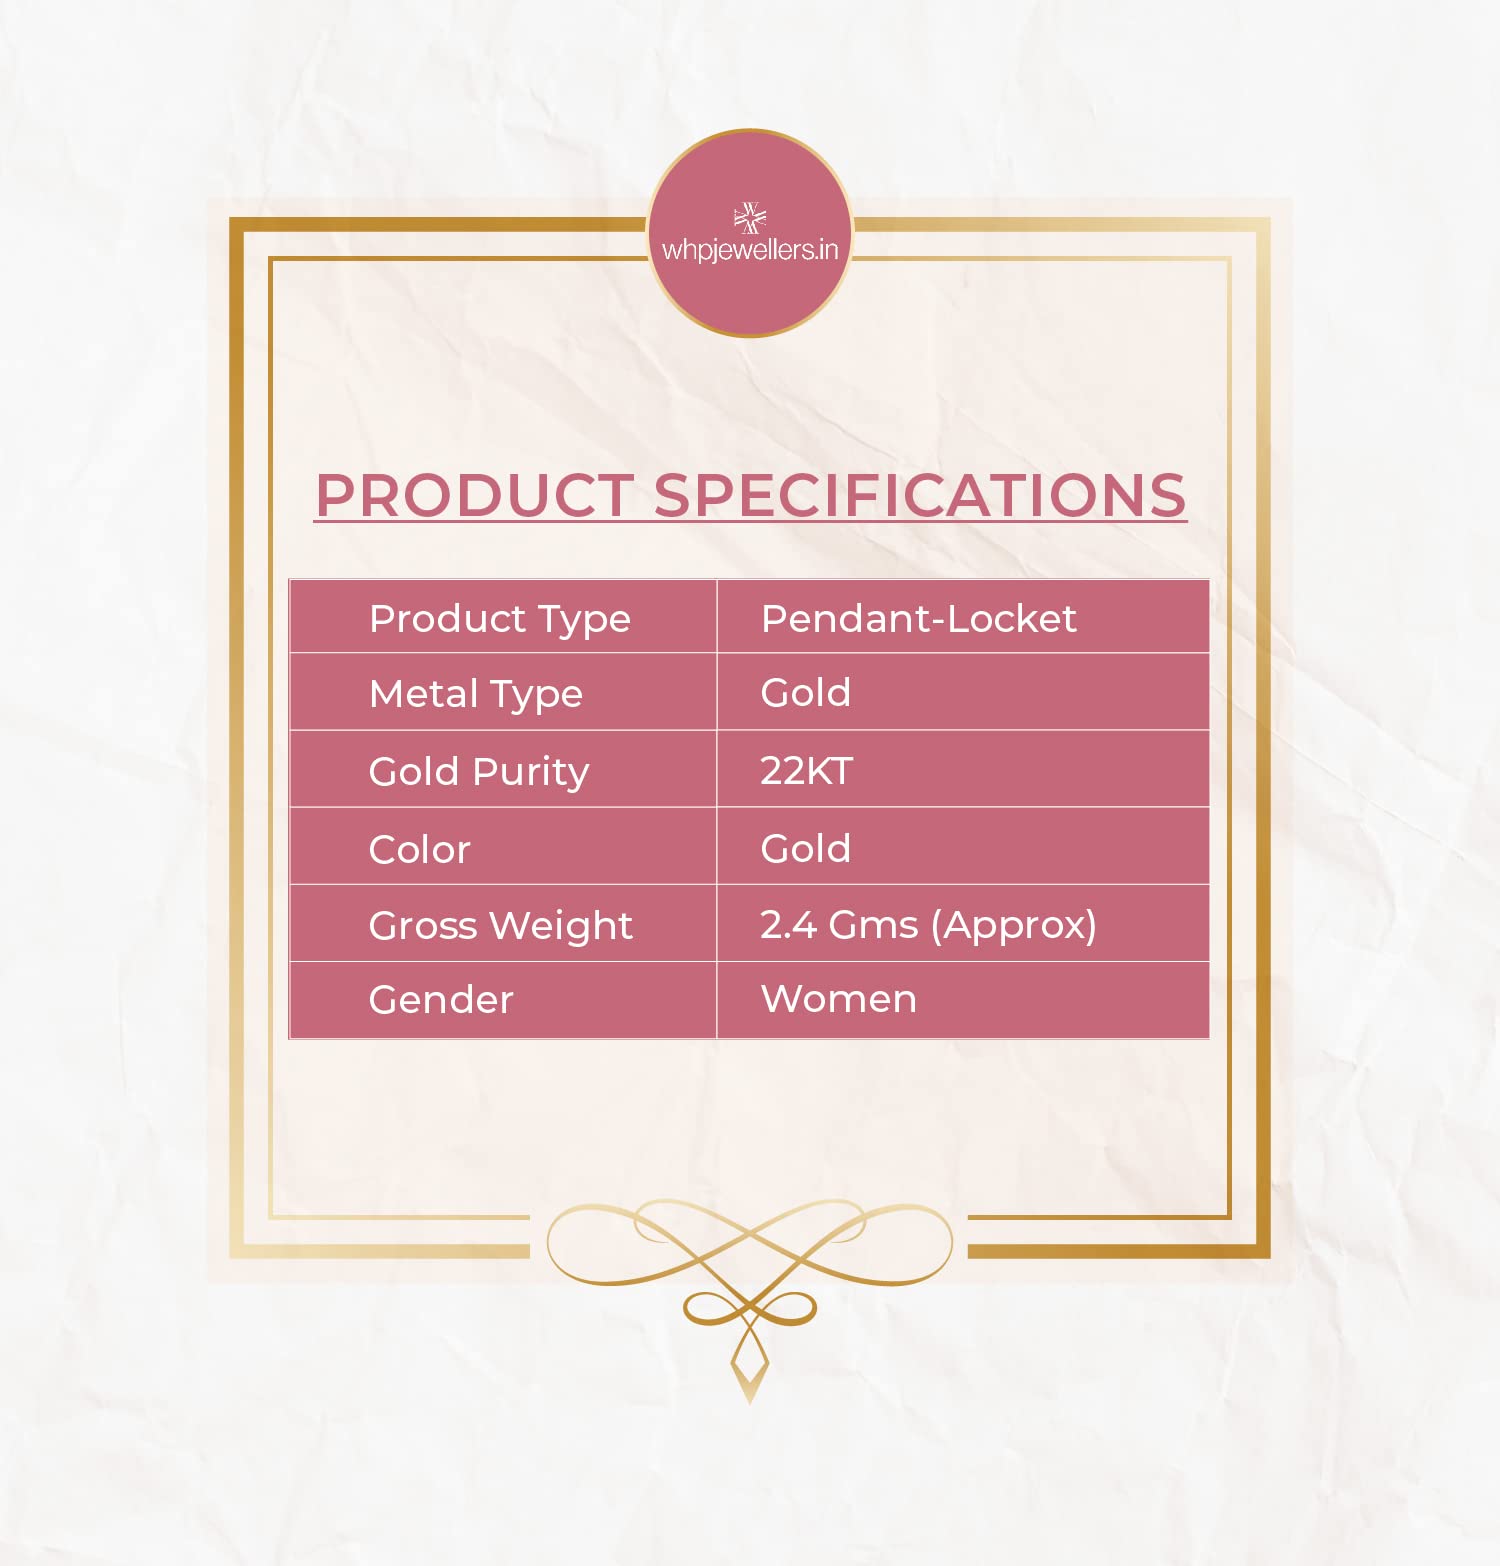 whpjewellers.in
PRODUCT SPECIFICATIONS
Product Type Pendant-Locket
Metal Type Gold
Gold Purity 22KT
Color Gold
Gross Weight 2.4 Gms (Approx)
Gender Women